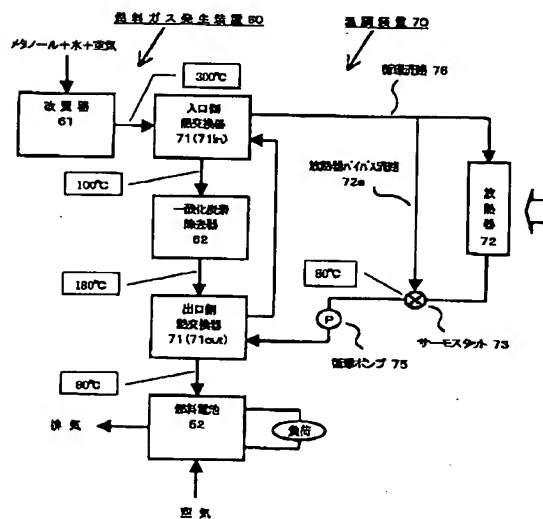 燃料ガス発生装置 60
温調装置 70
メタノール＋水＋空気
300℃
循環流路 76
改質器
61
入口側
熱交換器
71(71in)
100℃
放熱器バイパス流路
72a
放熱器
72
一酸化炭素
除去器
62
80℃
180℃
出口側
熱交換器
71(71out)
P
サーモスタット 73
循環ポンプ 75
80℃
燃料電池
52
負荷
排気
空気